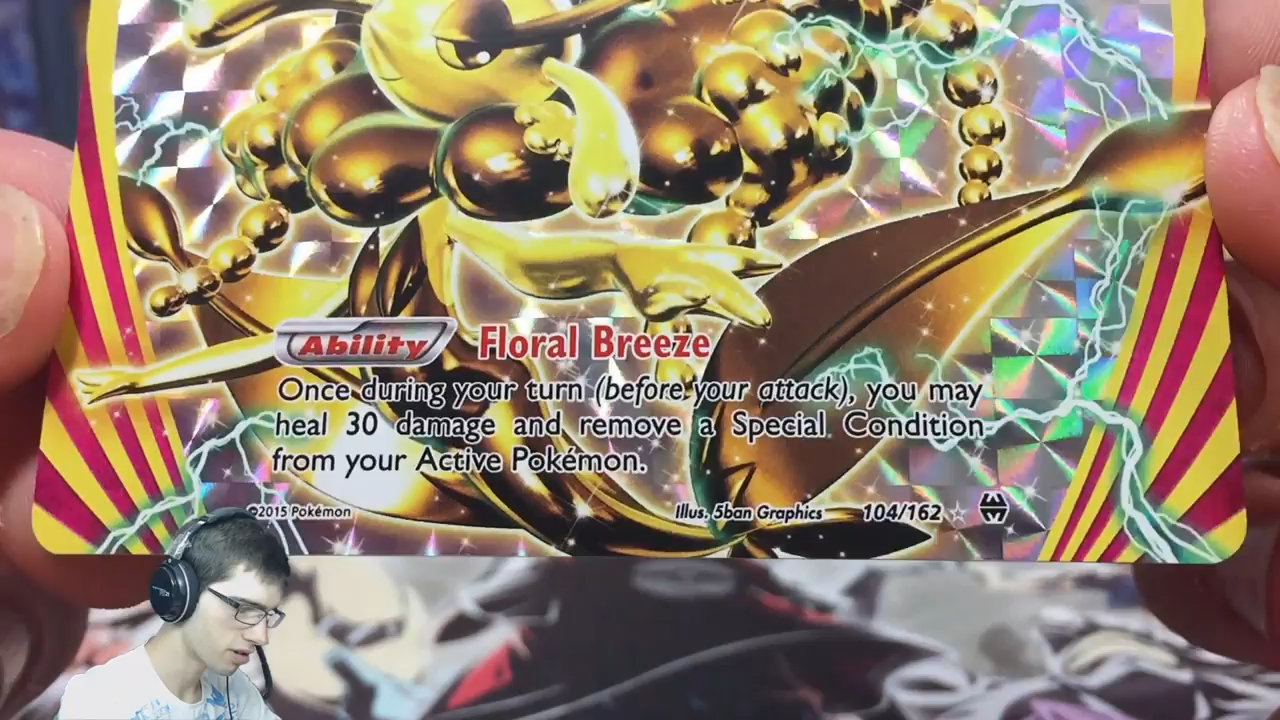 Ability Floral Breeze
Once during your turn (before your attack), you may
heal 30 damage and remove a Special Condition
from your Active Pokémon.
©2015 Pokémon Illus. 5ban Graphics 104/162